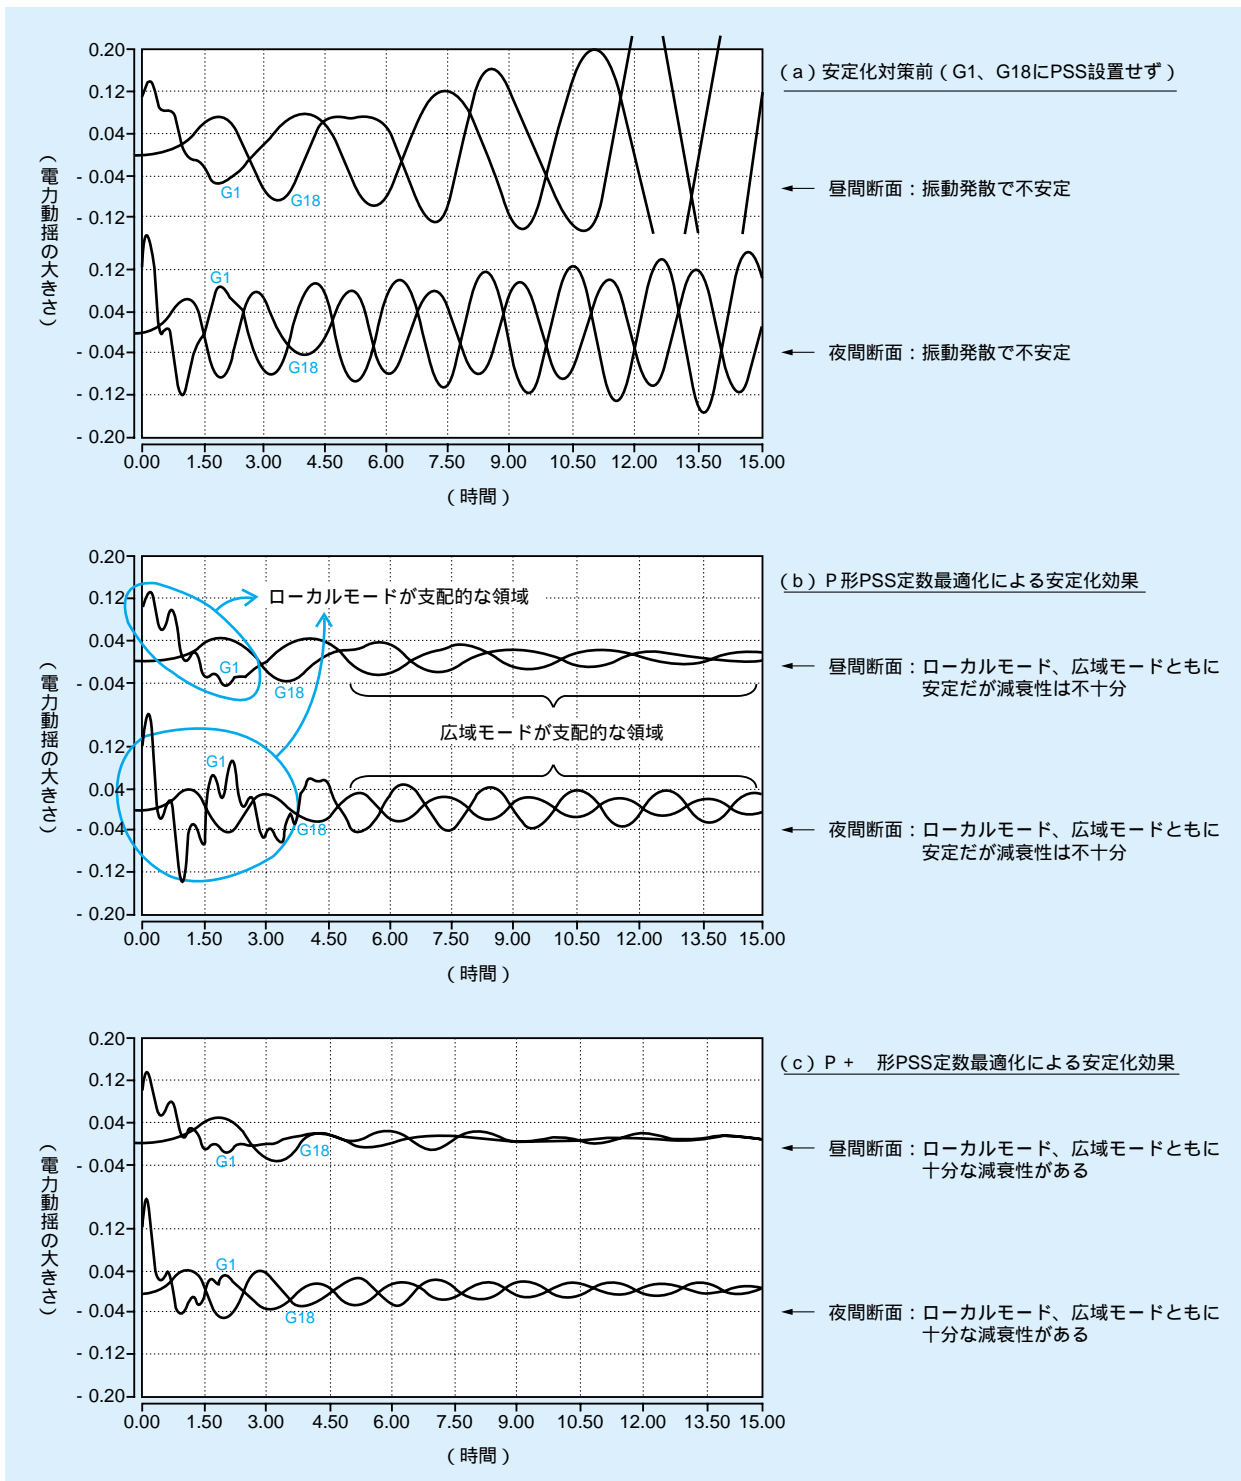 0.20
0.12
0.04
- 0.04
- 0.12
0.12
0.04
- 0.04
- 0.12
- 0.20
0.00 1.50 3.00 4.50 6.00 7.50 9.00 10.50 12.00 13.50 15.00
（時間）
（電力動揺の大きさ）
（電力動揺の大きさ）
G1
G18
G1
G18
（a）安定化対策前（G1、G18にPSS設置せず）
昼間断面：振動発散で不安定
夜間断面：振動発散で不安定
0.20
0.12
0.04
- 0.04
0.12
0.04
- 0.04
- 0.12
- 0.20
0.00 1.50 3.00 4.50 6.00 7.50 9.00 10.50 12.00 13.50 15.00
（時間）
（電力動揺の大きさ）
ローカルモードが支配的な領域
G1
G18
広域モードが支配的な領域
G1
G18
（b）P形PSS定数最適化による安定化効果
昼間断面：ローカルモード、広域モードともに
安定だが減衰性は不十分
夜間断面：ローカルモード、広域モードともに
安定だが減衰性は不十分
0.20
0.12
0.04
- 0.04
0.12
0.04
- 0.04
- 0.12
- 0.20
0.00 1.50 3.00 4.50 6.00 7.50 9.00 10.50 12.00 13.50 15.00
（時間）
（電力動揺の大きさ）
G1
G18
G1
G18
（c）P +　形PSS定数最適化による安定化効果
昼間断面：ローカルモード、広域モードともに
十分な減衰性がある
夜間断面：ローカルモード、広域モードともに
十分な減衰性がある